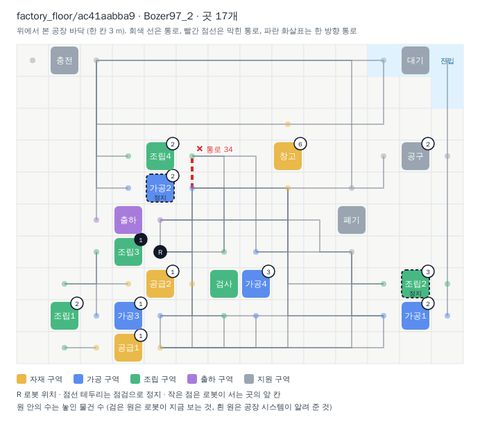 factory_floor/ac41aabba9 · Bozer97_2 · 곳 17개
위에서 본 공장 바닥 (한 칸 3 m). 회색 선은 통로, 빨간 점선은 막힌 통로, 파란 화살표는 한 방향 통로
충전
대기
진입
✖ 통로 34
조립4
2
창고
6
공구
2
가공2
정지
2
출하
폐기
조립3
1
R
공급2
1
검사
가공4
3
조립2
정지
3
조립1
2
가공3
1
가공1
2
공급1
1
자재 구역
가공 구역
조립 구역
출하 구역
지원 구역
R 로봇 위치 · 점선 테두리는 점검으로 정지 · 작은 점은 로봇이 서는 곳의 앞 칸
원 안의 수는 놓인 물건 수 (검은 원은 로봇이 지금 보는 것, 흰 원은 공장 시스템이 알려 준 것)